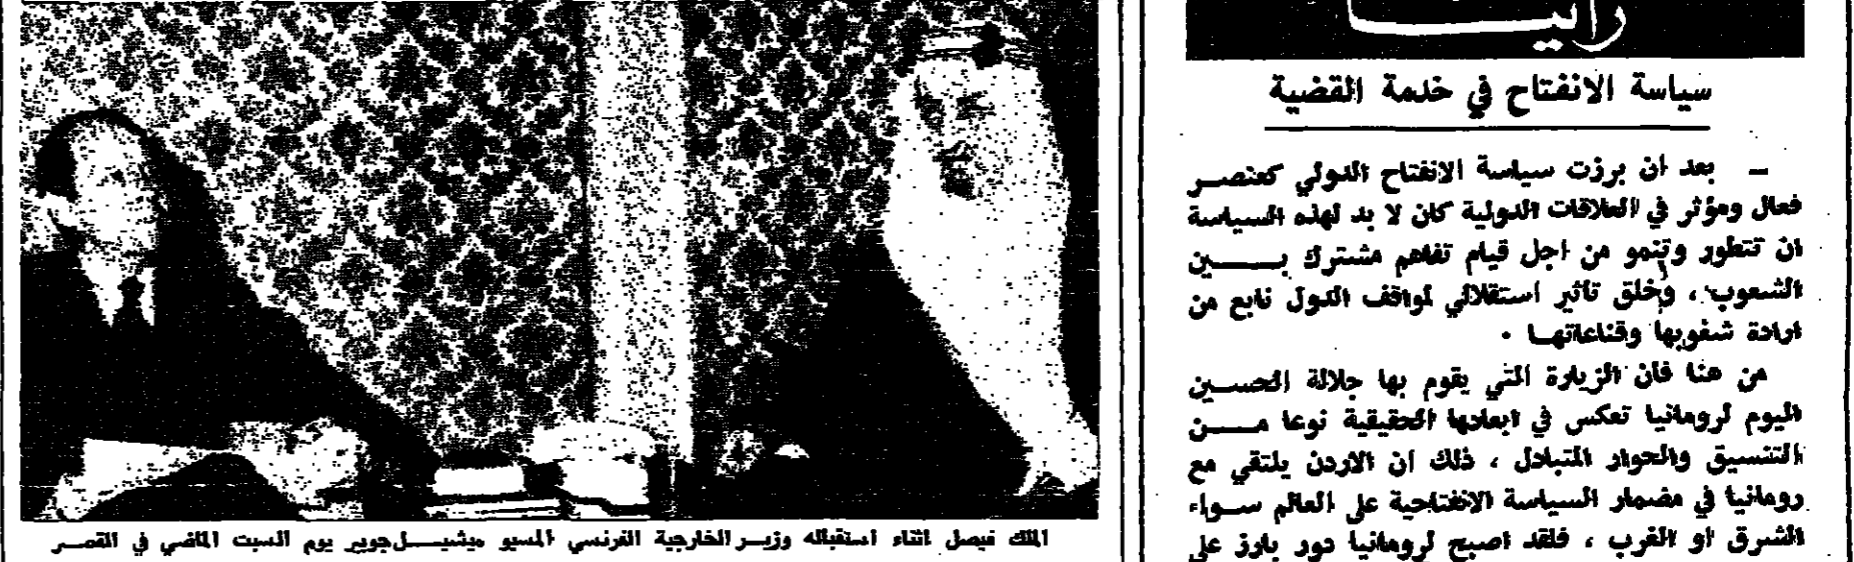 رأينا
سياسة الانفتاح في خدمة القضية
ـ بعد ان برزت سياسة الانفتاح الدولي كعنصر
فعال ومؤثر في العلاقات الدولية كان لا بد لهذه السياسة
ان تتطور وتنمو من اجل قيام تفاهم مشترك بين
الشعوب ، وخلق تأثير استقلالي لمواقف الدول نابع من
ارادة شعوبها وقناعاتها .
من هنا فأن الزيارة التي يقوم بها جلالة الحسين
اليوم لرومانيا تعكس في ابعادها الحقيقية نوعا من
التنسيق والحوار المتبادل ، ذلك ان الاردن يلتقي مع
رومانيا في مضمار السياسة الانفتاحية على العالم سواء
الشرق او الغرب ، فلقد اصبح لرومانيا دور بارز على
الملك فيصل اثناء استقباله وزير الخارجية الفرنسي المسيو ميشيل جوبير يوم السبت الماضي في القصر